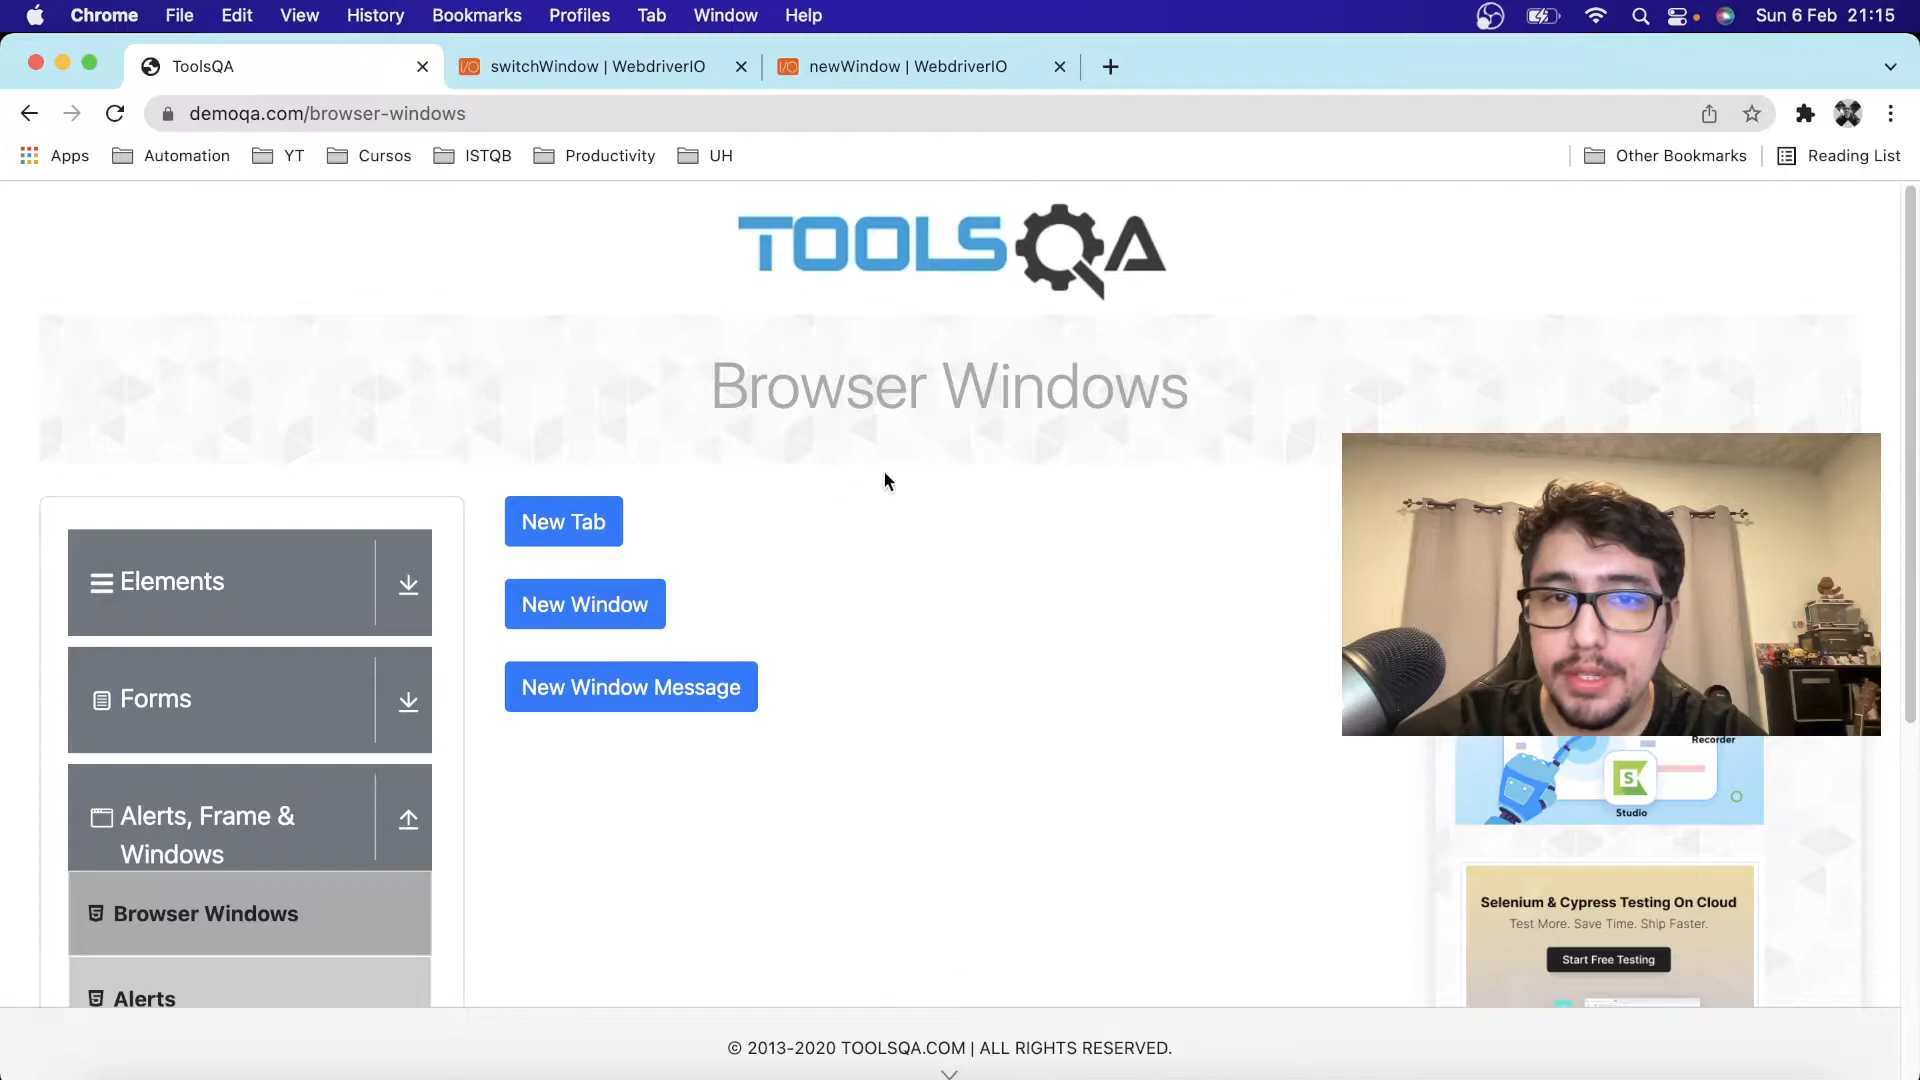 Chrome File Edit View History Bookmarks Profiles Tab Window Help Sun 6 Feb 21:15
ToolsQA switchWindow | WebdriverIO newWindow | WebdriverIO
demoqa.com/browser-windows
Apps Automation YT Cursos ISTQB Productivity UH Other Bookmarks Reading List
TOOLSQA
Browser Windows
New Tab
New Window
New Window Message
Elements
Forms
Alerts, Frame &
Windows
Browser Windows
Alerts
Recorder
Studio
Selenium & Cypress Testing On Cloud
Test More. Save Time. Ship Faster.
Start Free Testing
© 2013-2020 TOOLSQA.COM | ALL RIGHTS RESERVED.